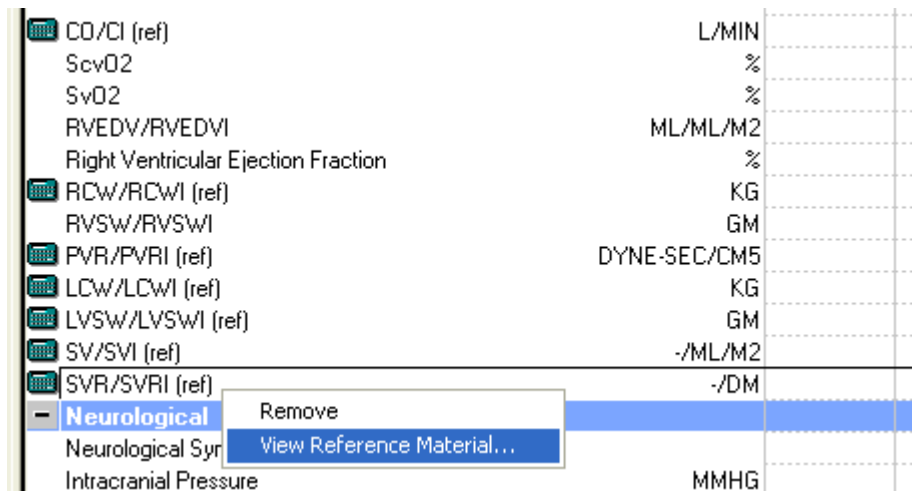 CO/CI (ref) L/MIN
ScvO2 %
SvO2 %
RVEDV/RVEDVI ML/ML/M2
Right Ventricular Ejection Fraction %
RCW/RCWI (ref) KG
RVSW/RVSWI GM
PVR/PVRI (ref) DYNE-SEC/CM5
LCW/LCWI (ref) KG
LVSW/LVSWI (ref) GM
SV/SVI (ref) -/ML/M2
SVR/SVRI (ref) -/DM
Remove
Neurological
View Reference Material...
Neurological Syr
Intracranial Pressure MMHG